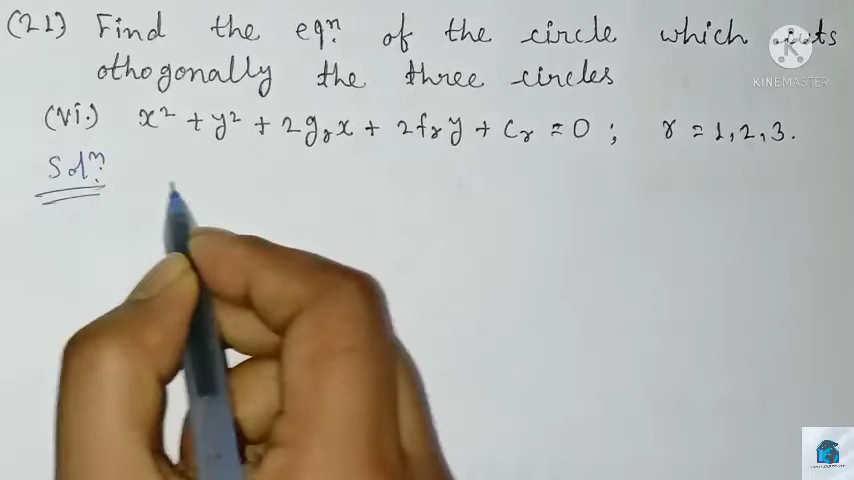 (21) Find the eqn. of the circle which cuts
othogonally the three circles
(vi.) x² + y² + 2gᵣx + 2fᵣy + cᵣ = 0 ; r = 1, 2, 3.
Soln.
KINEMASTER